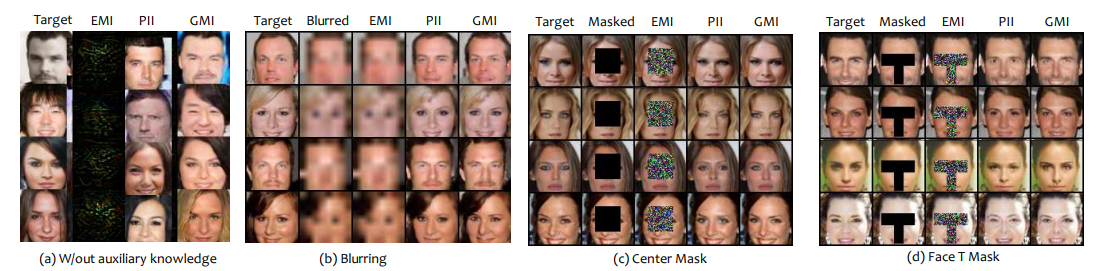 Target EMI PII GMI
Target Blurred EMI PII GMI
Target Masked EMI PII GMI
Target Masked EMI PII GMI
(a) W/out auxiliary knowledge
(b) Blurring
(c) Center Mask
(d) Face T Mask